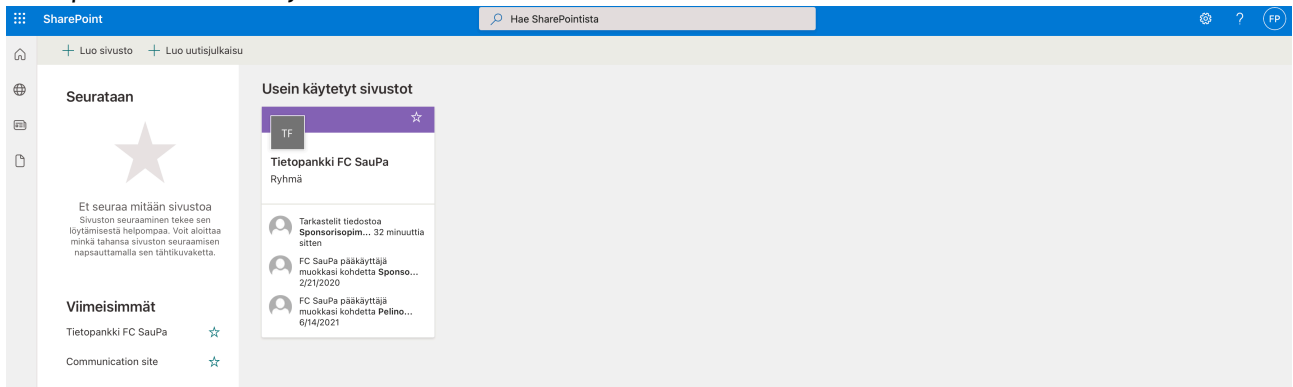 SharePoint
Hae SharePointista
?
FP
Luo sivusto
Luo uutisjulkaisu
Seurataan
Et seuraa mitään sivustoa
Sivuston seuraaminen tekee sen
löytämisestä helpompaa. Voit aloittaa
minkä tahansa sivuston seuraamisen
napsauttamalla sen tähtikuvaketta.
Viimeisimmät
Tietopankki FC SauPa
Communication site
Usein käytetyt sivustot
TF
Tietopankki FC SauPa
Ryhmä
Tarkastelit tiedostoa
Sponsorisopim... 32 minuuttia
sitten
FC SauPa pääkäyttäjä
muokkasi kohdetta Sponso...
2/21/2020
FC SauPa pääkäyttäjä
muokkasi kohdetta Pelino...
6/14/2021